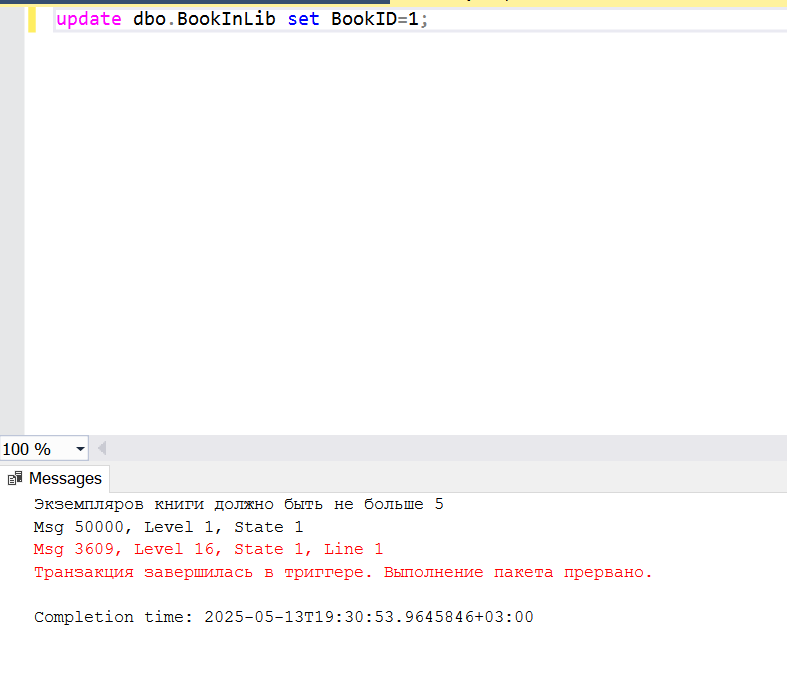 update dbo.BookInLib set BookID=1;
100 %
Messages
Экземпляров книги должно быть не больше 5
Msg 50000, Level 1, State 1
Msg 3609, Level 16, State 1, Line 1
Транзакция завершилась в триггере. Выполнение пакета прервано.
Completion time: 2025-05-13T19:30:53.9645846+03:00